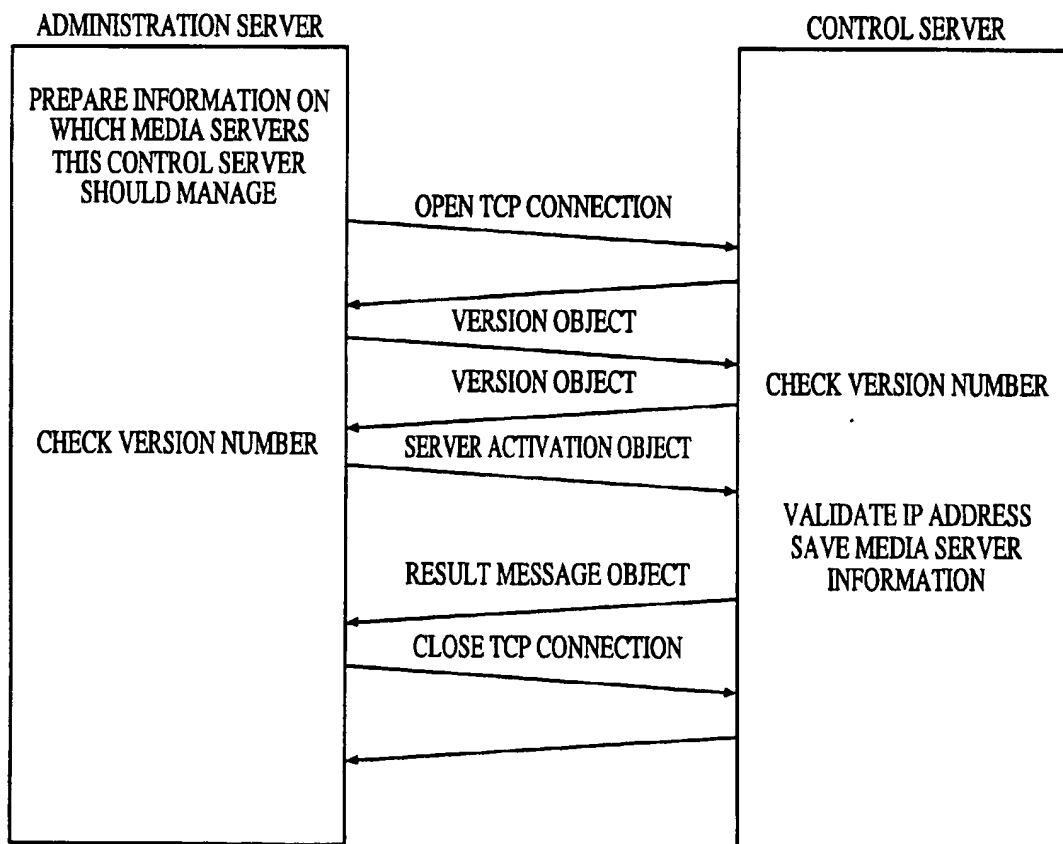 ADMINISTRATION SERVER
CONTROL SERVER
PREPARE INFORMATION ON
WHICH MEDIA SERVERS
THIS CONTROL SERVER
SHOULD MANAGE
OPEN TCP CONNECTION
VERSION OBJECT
VERSION OBJECT
CHECK VERSION NUMBER
CHECK VERSION NUMBER
SERVER ACTIVATION OBJECT
VALIDATE IP ADDRESS
SAVE MEDIA SERVER
INFORMATION
RESULT MESSAGE OBJECT
CLOSE TCP CONNECTION